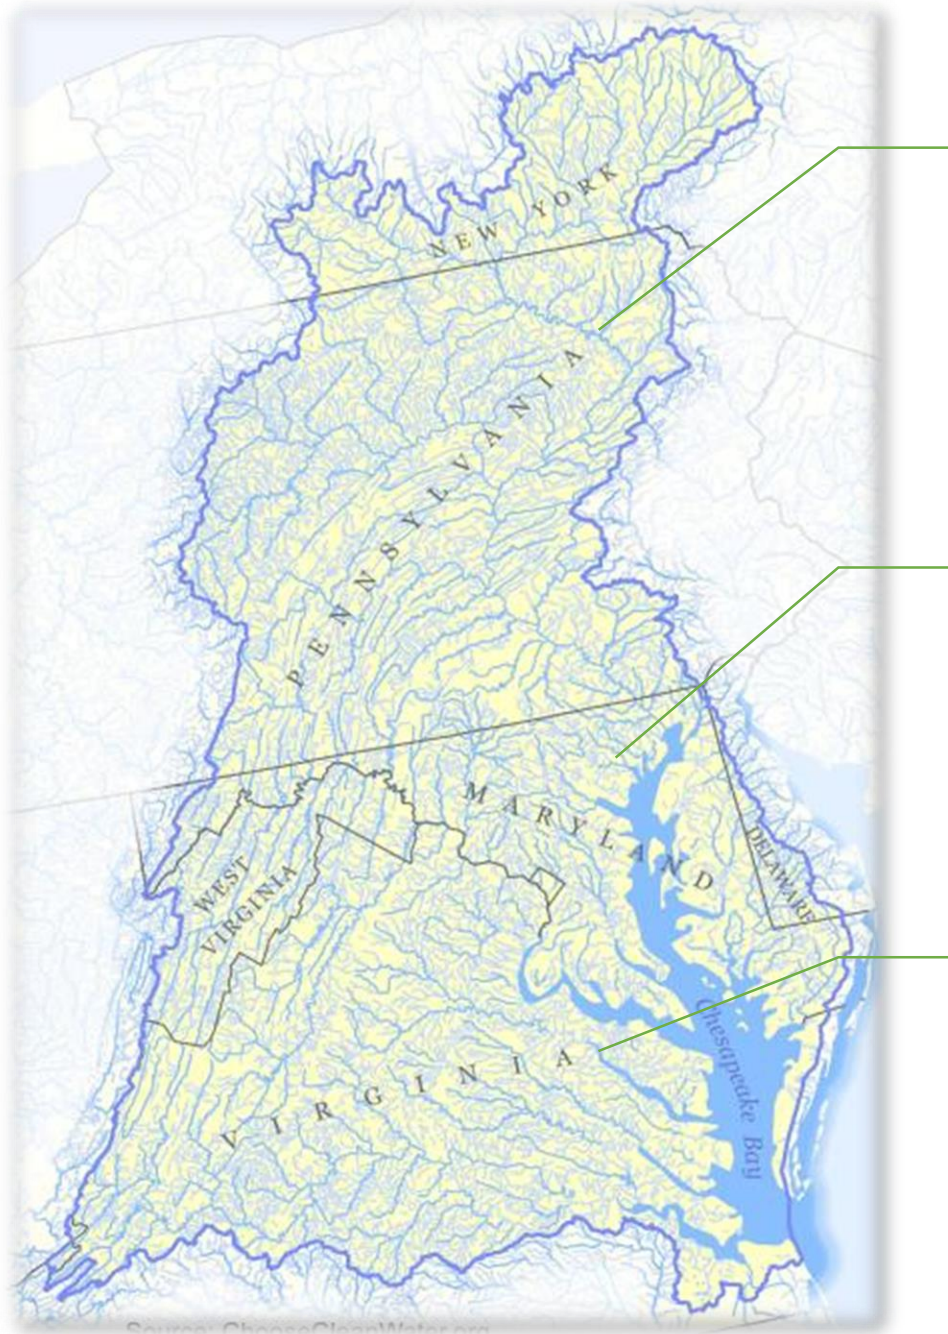 NEW YORK
PENNSYLVANIA
MARYLAND
DELAWARE
WEST
VIRGINIA
Chesapeake Bay
VIRGINIA
Source: ChooseCleanWater.org